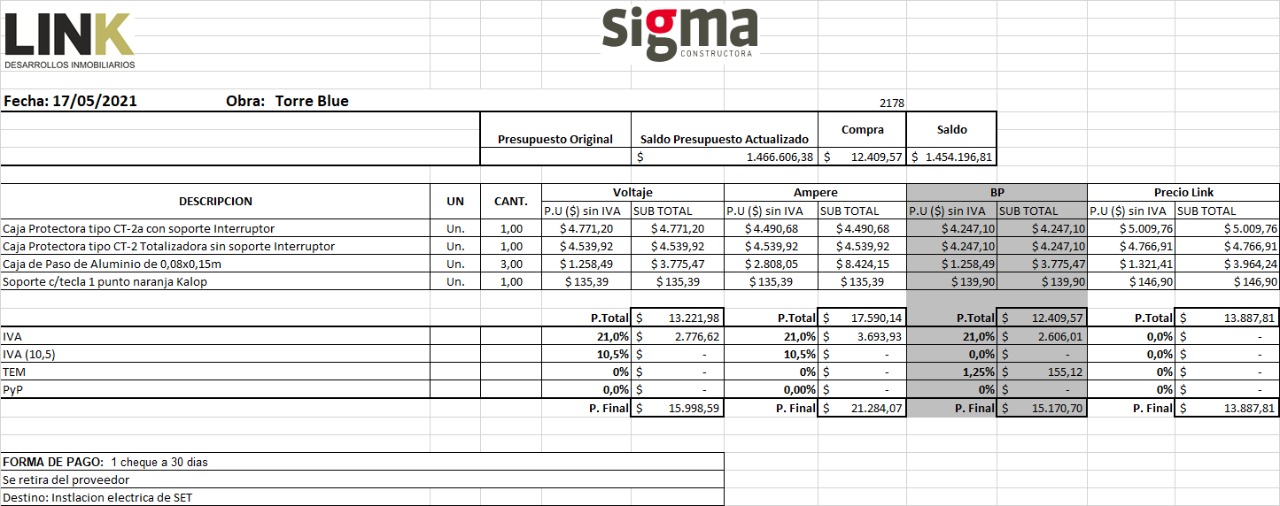 LINK
DESARROLLOS INMOBILIARIOS
sigma
CONSTRUCTORA
Fecha: 17/05/2021 Obra: Torre Blue 2178
Presupuesto Original Saldo Presupuesto Actualizado Compra Saldo
$ 1.466.606,38 $ 12.409,57 $ 1.454.196,81
DESCRIPCION UN CANT. Voltaje Ampere BP Precio Link
P.U ($) sin IVA SUB TOTAL P.U ($) sin IVA SUB TOTAL P.U ($) sin IVA SUB TOTAL P.U ($) sin IVA SUB TOTAL
Caja Protectora tipo CT-2a con soporte Interruptor Un. 1,00 $ 4.771,20 $ 4.771,20 $ 4.490,68 $ 4.490,68 $ 4.247,10 $ 4.247,10 $ 5.009,76 $ 5.009,76
Caja Protectora tipo CT-2 Totalizadora sin soporte Interruptor Un. 1,00 $ 4.539,92 $ 4.539,92 $ 4.539,92 $ 4.539,92 $ 4.247,10 $ 4.247,10 $ 4.766,91 $ 4.766,91
Caja de Paso de Aluminio de 0,08x0,15m Un. 3,00 $ 1.258,49 $ 3.775,47 $ 2.808,05 $ 8.424,15 $ 1.258,49 $ 3.775,47 $ 1.321,41 $ 3.964,24
Soporte c/tecla 1 punto naranja Kalop Un. 1,00 $ 135,39 $ 135,39 $ 135,39 $ 135,39 $ 139,90 $ 139,90 $ 146,90 $ 146,90
P.Total $ 13.221,98 P.Total $ 17.590,14 P.Total $ 12.409,57 P.Total $ 13.887,81
IVA 21,0% $ 2.776,62 21,0% $ 3.693,93 21,0% $ 2.606,01 0,0% $ -
IVA (10,5) 10,5% $ - 10,5% $ - 0,0% $ - 0,0% $ -
TEM 0% $ - 0% $ - 1,25% $ 155,12 0% $ -
PyP 0,0% $ - 0,00% $ - 0% $ - 0% $ -
P. Final $ 15.998,59 P. Final $ 21.284,07 P. Final $ 15.170,70 P. Final $ 13.887,81
FORMA DE PAGO: 1 cheque a 30 dias
Se retira del proveedor
Destino: Instlacion electrica de SET